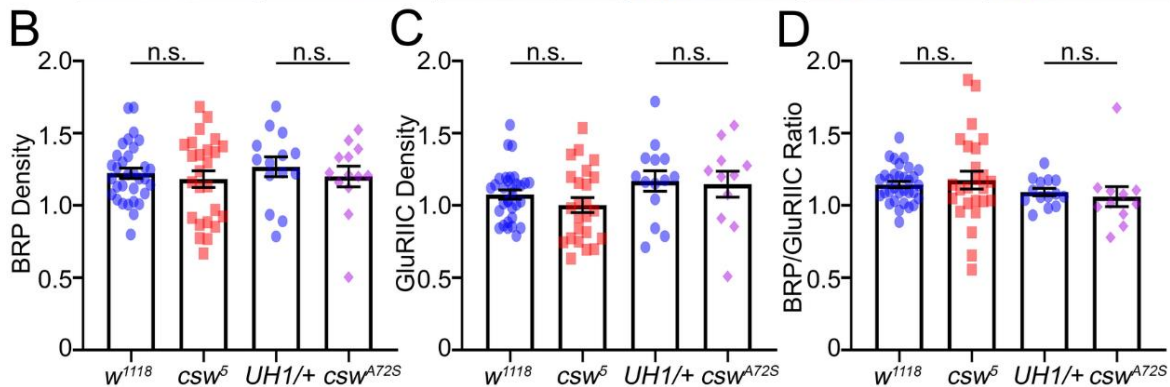 B
n.s. n.s.
BRP Density
2.0
1.5
1.0
0.5
0
w¹¹¹⁸ csw⁵ UH1/+ cswᴬ⁷²ˢ
C
n.s. n.s.
GluRIIC Density
2.0
1.5
1.0
0.5
0
w¹¹¹⁸ csw⁵ UH1/+ cswᴬ⁷²ˢ
D
n.s. n.s.
BRP/GluRIIC Ratio
2.0
1.5
1.0
0.5
0
w¹¹¹⁸ csw⁵ UH1/+ cswᴬ⁷²ˢ